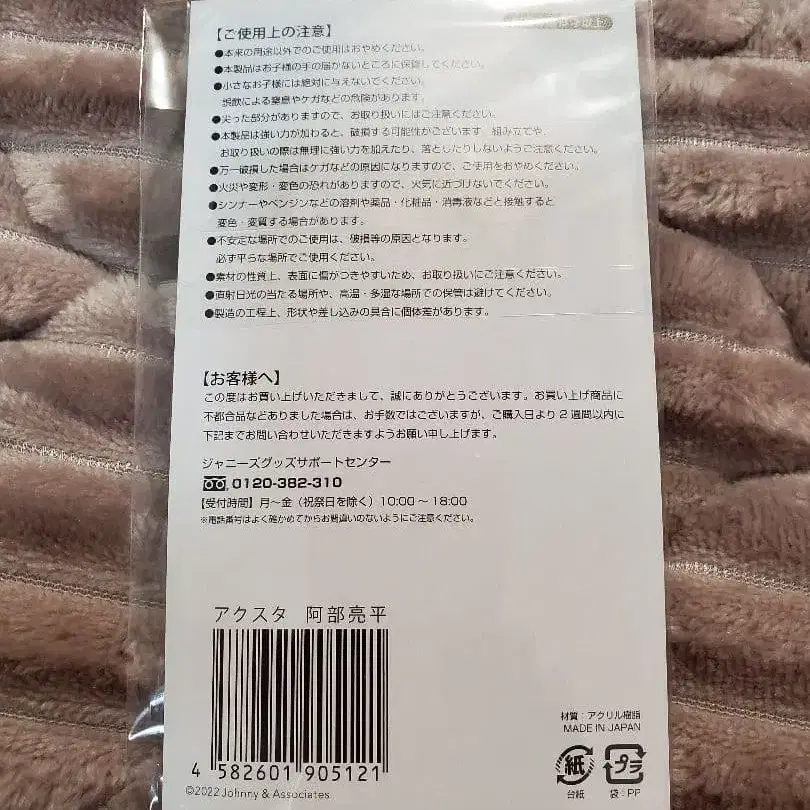 【ご使用上の注意】
●本来の用途以外でのご使用はおやめください。
●本製品はお子様の手の届かないところに保管してください。
●小さなお子様には絶対に与えないでください。
誤飲による窒息やケガなどの危険があります。
●尖った部分がありますので、お取り扱いにはご注意ください。
●本製品は強い力が加わると、破損する可能性がございます 組み立てや、
お取り扱いの際は無理に強い力を加えたり、落としたりしないようご注意ください。
●万一破損した場合はケガなどの原因になりますので、ご使用をおやめください。
●火災や変形・変色の恐れがありますので、火気に近づけないでください。
●シンナーやベンジンなどの溶剤や薬品・化粧品・消毒液などと接触すると
変色・変質する場合があります。
●不安定な場所でのご使用は、破損等の原因となります。
必ず平らな場所でご使用ください。
●素材の性質上、表面に傷がつきやすいため、お取り扱いにご注意ください。
●直射日光の当たる場所や、高温・多湿な場所での保管は避けてください。
●製造の工程上、形状や差し込みの具合に個体差があります。
【お客様へ】
この度はお買い上げいただきまして、誠にありがとうございます。お買い上げ商品に
不都合品などありました場合は、お手数ではございますが、ご購入日より2週間以内に
下記までお問い合わせいただきますようお願い申し上げます。
ジャニーズグッズサポートセンター
0120-382-310
【受付時間】月〜金（祝祭日を除く）10:00〜18:00
※電話番号はよく確かめてからお間違いのないようにご注意ください。
アクスタ 阿部亮平
4 582601 905121
©2022 Johnny & Associates
材質：アクリル樹脂
MADE IN JAPAN
紙 プラ
台紙 袋：PP